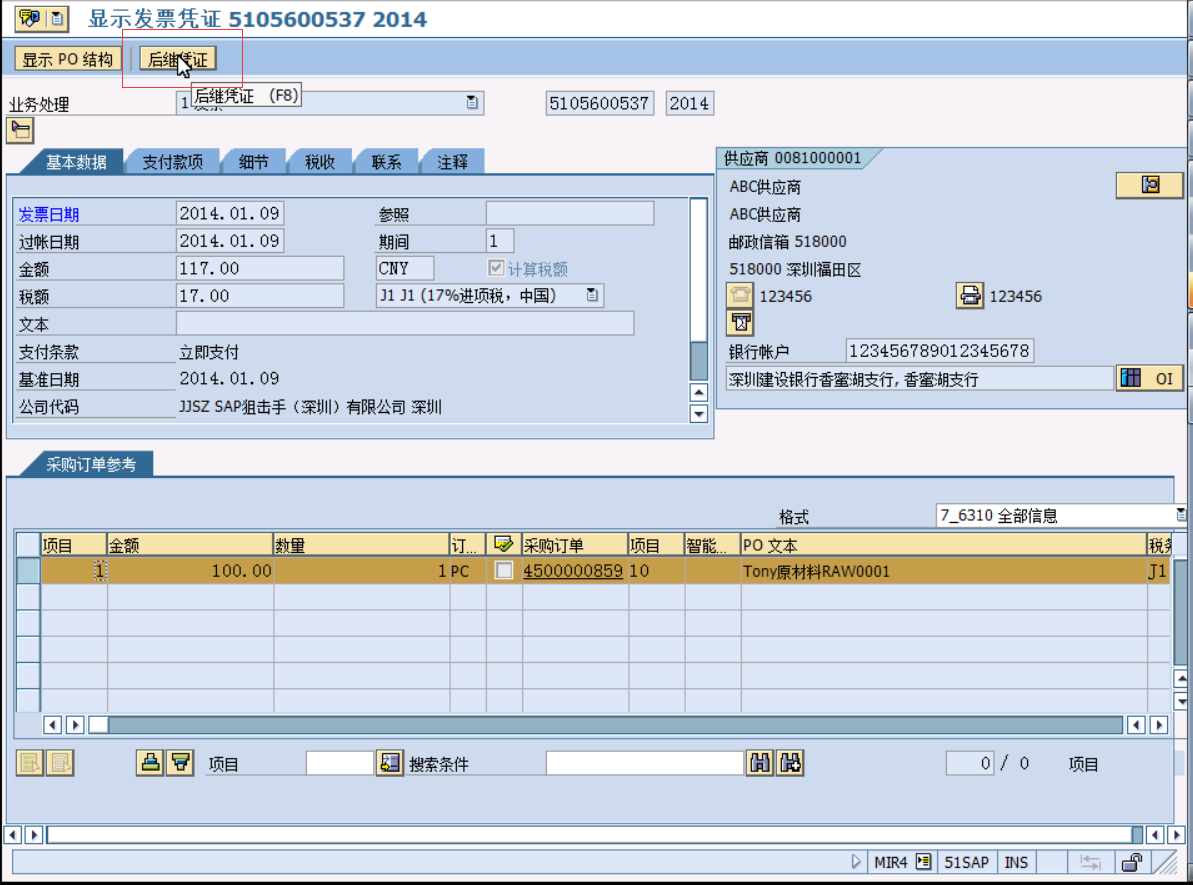 显示发票凭证 5105600537 2014
显示 PO 结构 后继凭证
后继凭证 (F8)
业务处理 1 5105600537 2014
基本数据 支付款项 细节 税收 联系 注释
发票日期 2014.01.09 参照
过帐日期 2014.01.09 期间 1
金额 117.00 CNY 计算税额
税额 17.00 J1 J1 (17%进项税，中国)
文本
支付条款 立即支付
基准日期 2014.01.09
公司代码 JJSZ SAP狙击手（深圳）有限公司 深圳
供应商 0081000001
ABC供应商
ABC供应商
邮政信箱 518000
518000 深圳福田区
123456 123456
银行帐户 123456789012345678
深圳建设银行香蜜湖支行, 香蜜湖支行 OI
采购订单参考
格式 7_6310 全部信息
项目 金额 数量 订... 采购订单 项目 智能... PO 文本 税务
1 100.00 1 PC 4500000859 10 Tony原材料RAW0001 J1
项目 搜索条件 0 / 0 项目
MIR4 51SAP INS